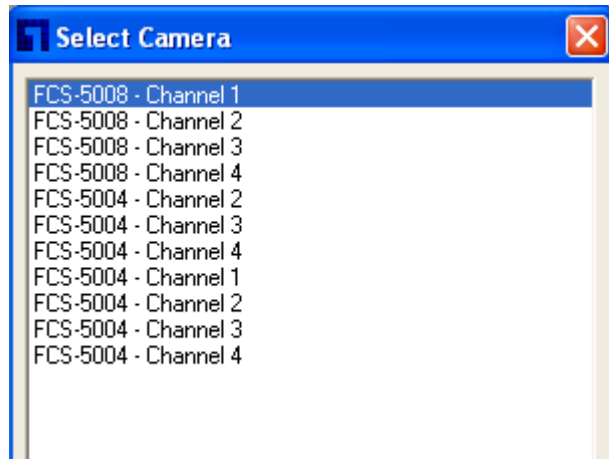 Select Camera
FCS-5008 - Channel 1
FCS-5008 - Channel 2
FCS-5008 - Channel 3
FCS-5008 - Channel 4
FCS-5004 - Channel 2
FCS-5004 - Channel 3
FCS-5004 - Channel 4
FCS-5004 - Channel 1
FCS-5004 - Channel 2
FCS-5004 - Channel 3
FCS-5004 - Channel 4